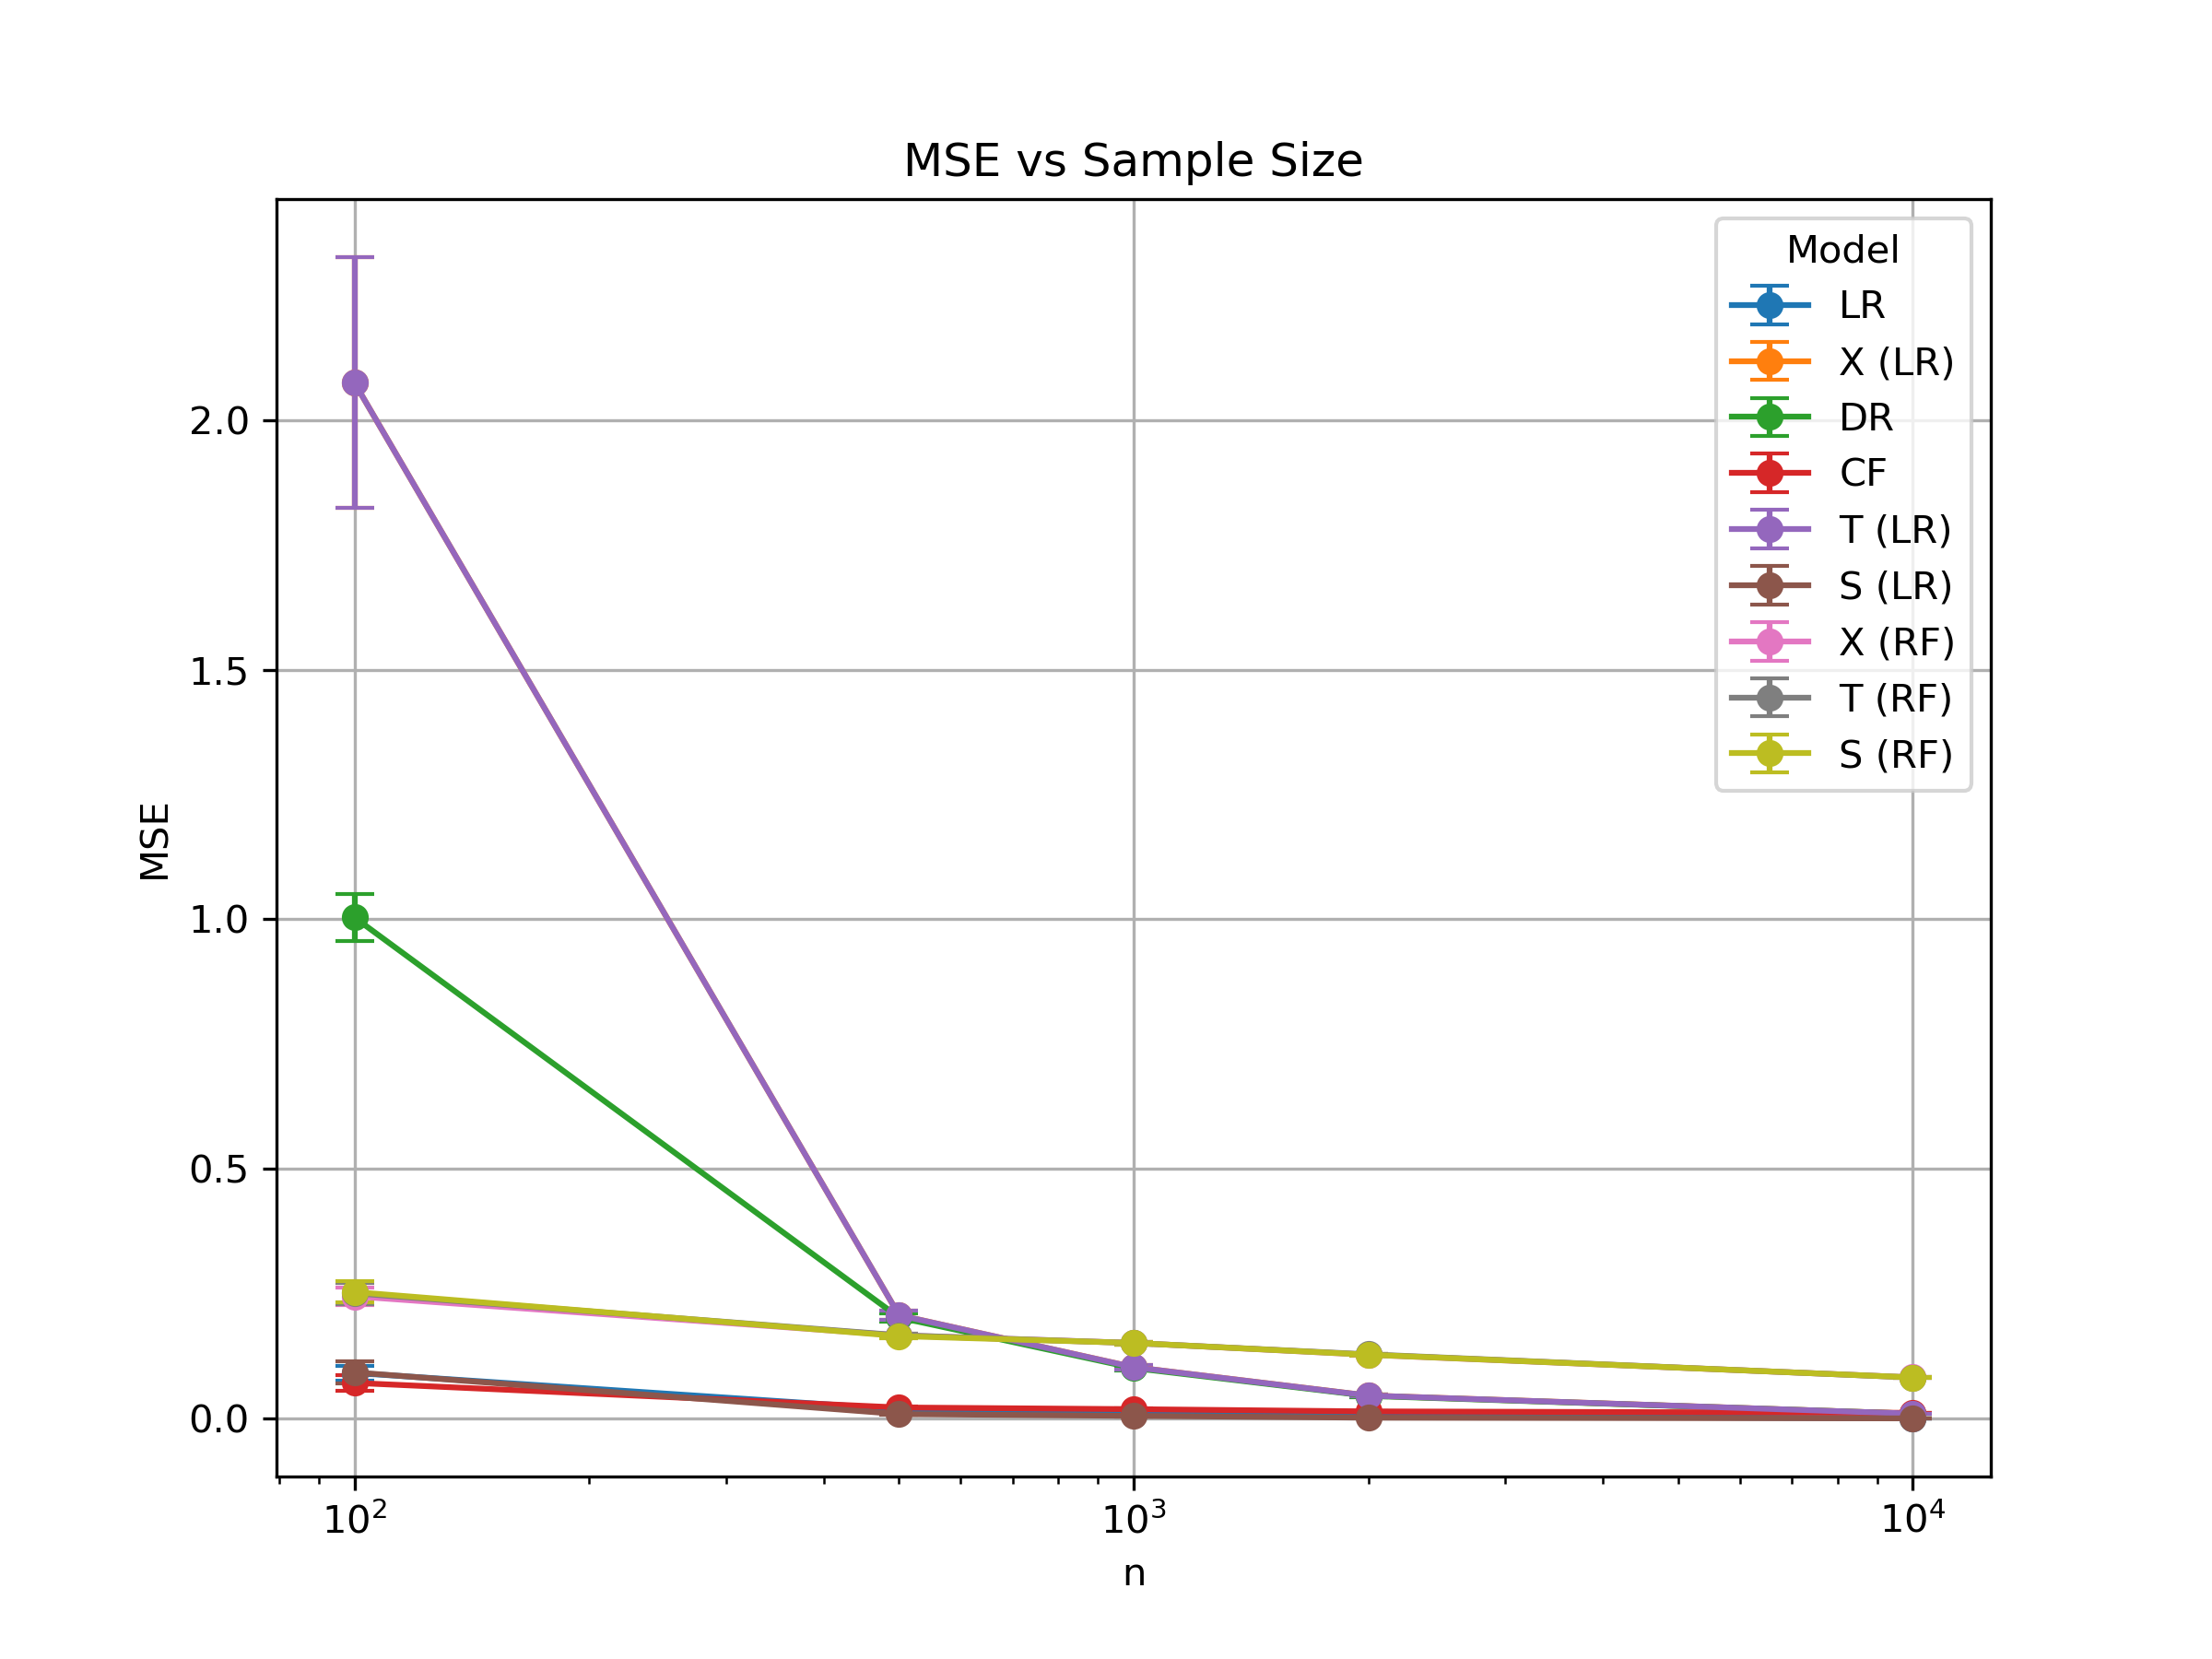 MSE vs Sample Size
Model
LR
X (LR)
DR
CF
T (LR)
S (LR)
X (RF)
T (RF)
S (RF)
MSE
2.0
1.5
1.0
0.5
0.0
10² 10³ 10⁴
n